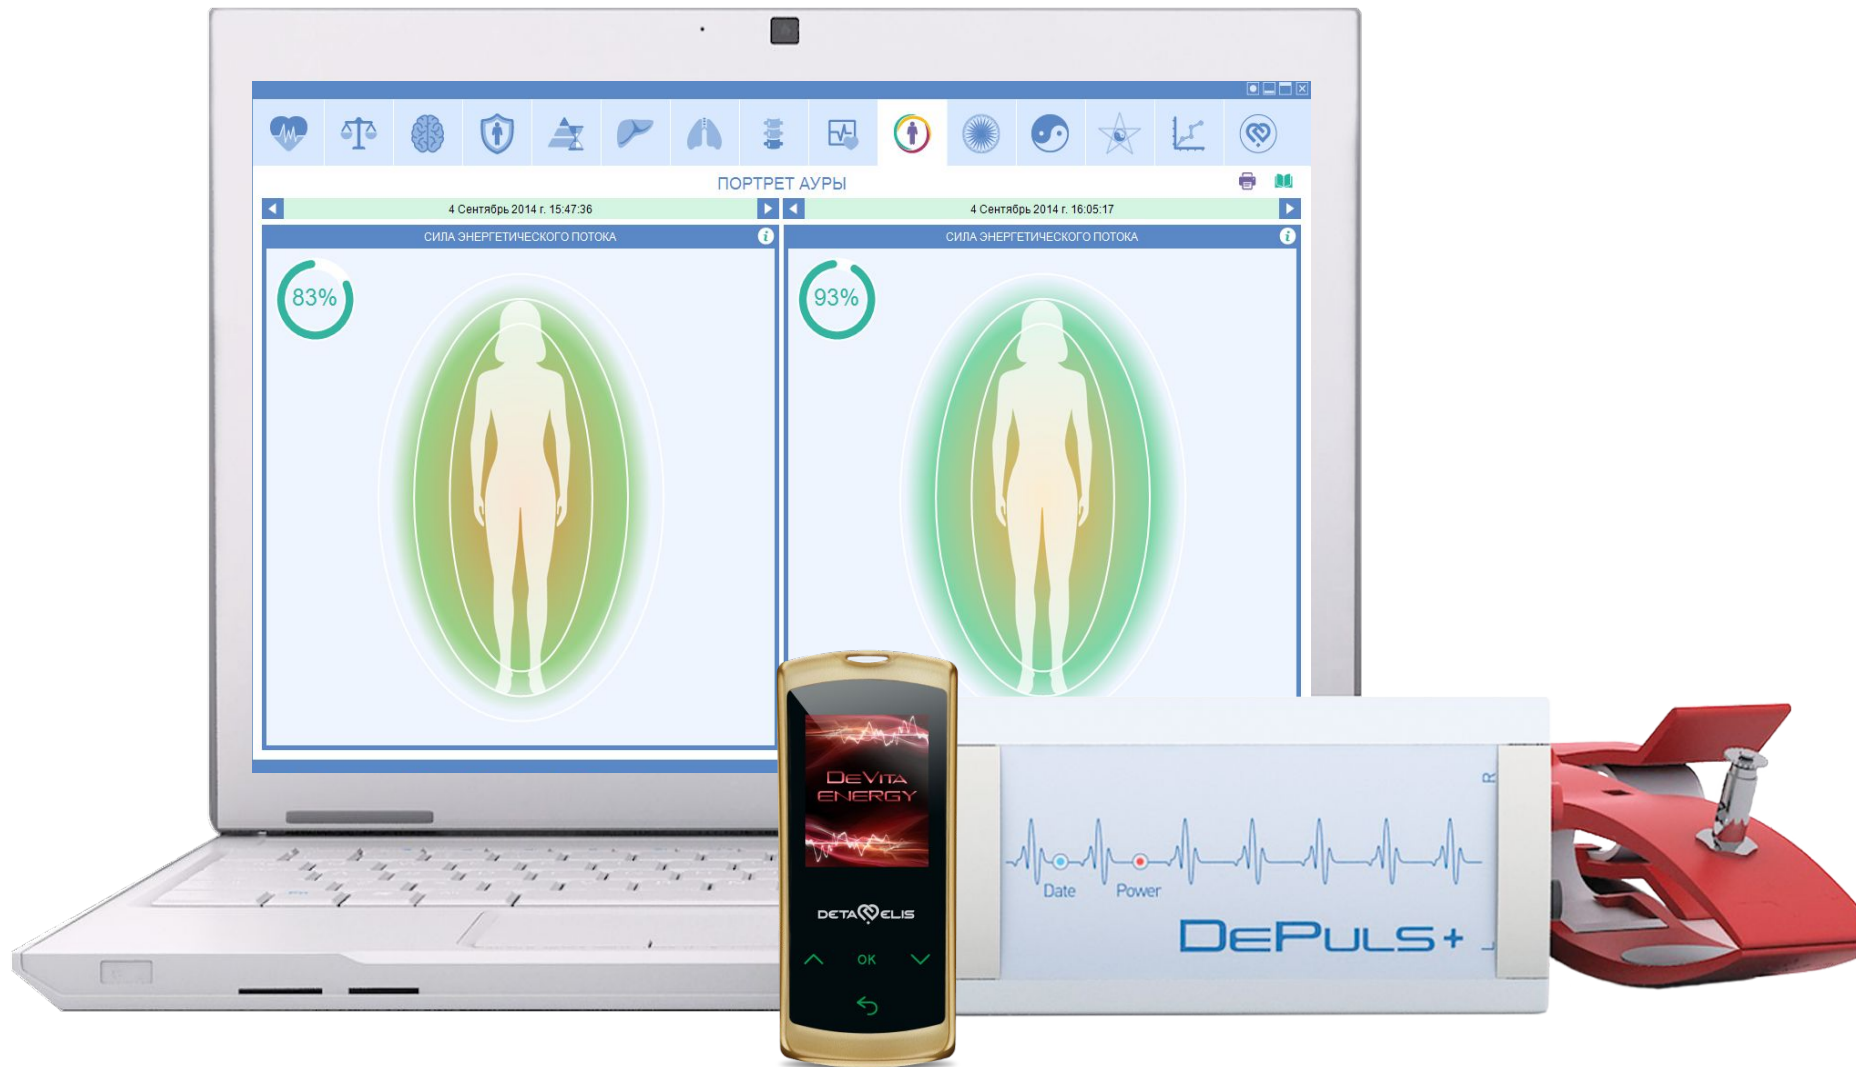 ПОРТРЕТ АУРЫ
4 Сентябрь 2014 г. 15:47:36
4 Сентябрь 2014 г. 16:05:17
СИЛА ЭНЕРГЕТИЧЕСКОГО ПОТОКА
СИЛА ЭНЕРГЕТИЧЕСКОГО ПОТОКА
83%
93%
DEVITA
ENERGY
DETA ELIS
OK
R
Date
Power
DEPULS+
L